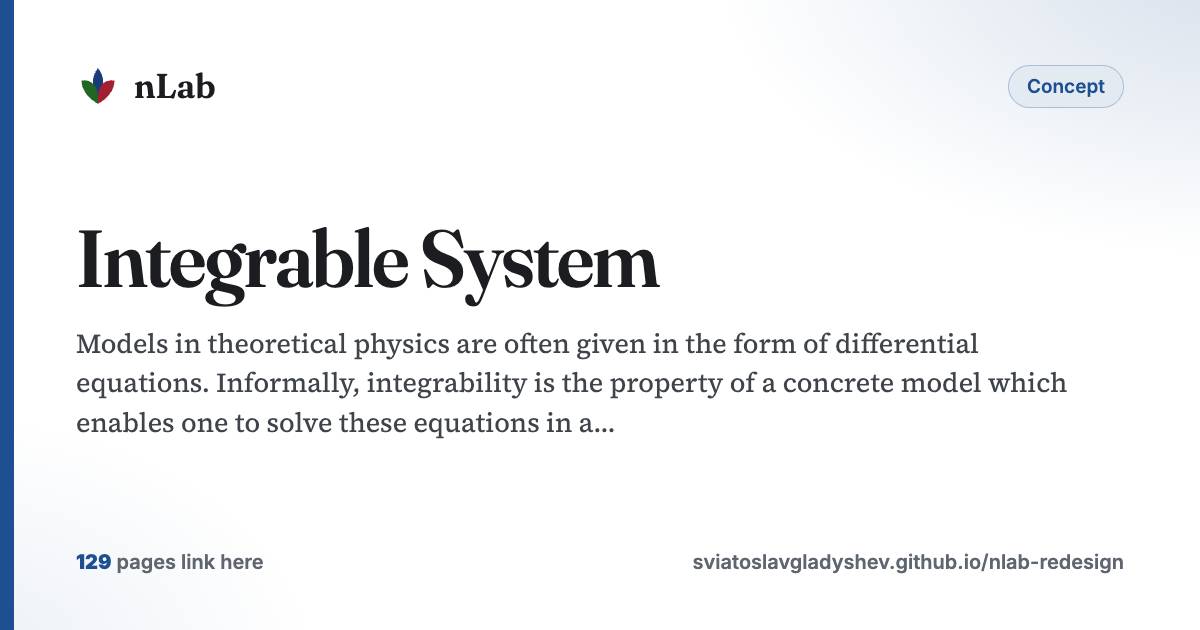 nLab
Concept
Integrable System
Models in theoretical physics are often given in the form of differential
equations. Informally, integrability is the property of a concrete model which
enables one to solve these equations in a...
129 pages link here
sviatoslavgladyshev.github.io/nlab-redesign